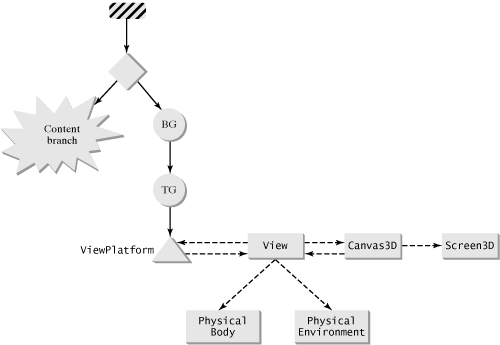 Content
branch
BG
TG
ViewPlatform
View
Canvas3D
Screen3D
Physical
Body
Physical
Environment